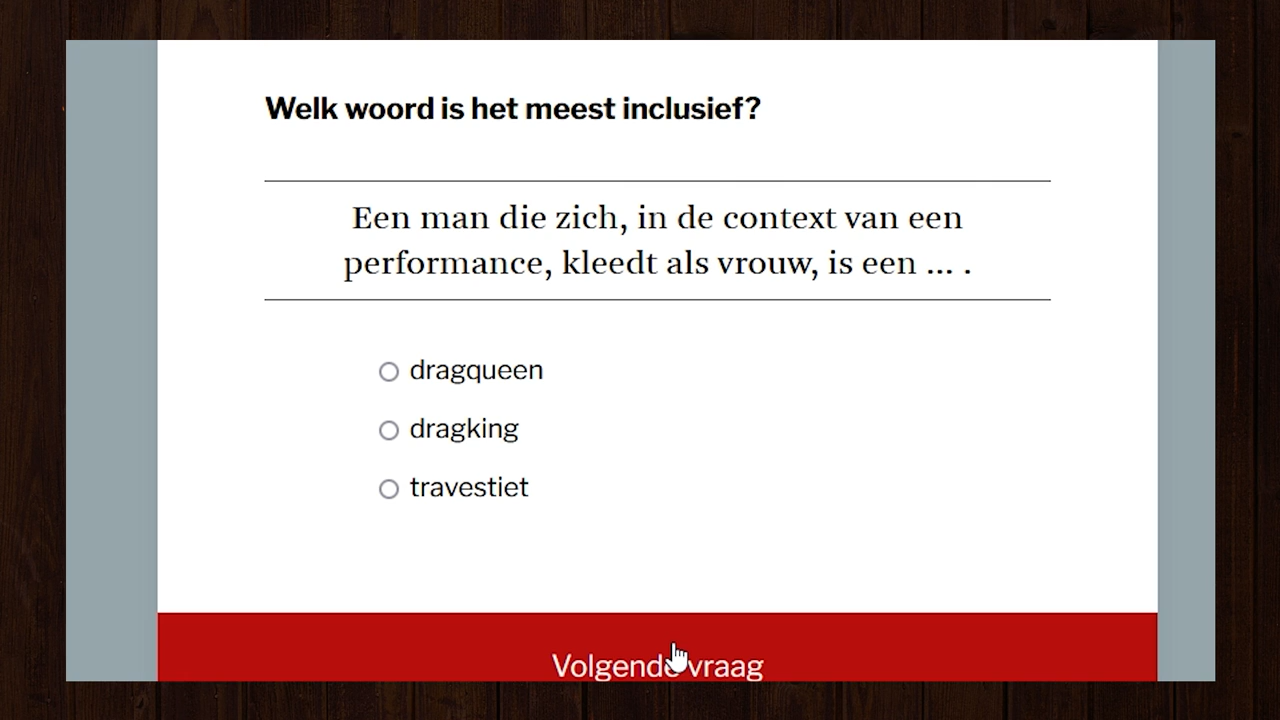 Welk woord is het meest inclusief?
Een man die zich, in de context van een
performance, kleedt als vrouw, is een ... .
dragqueen
dragking
travestiet
Volgende vraag